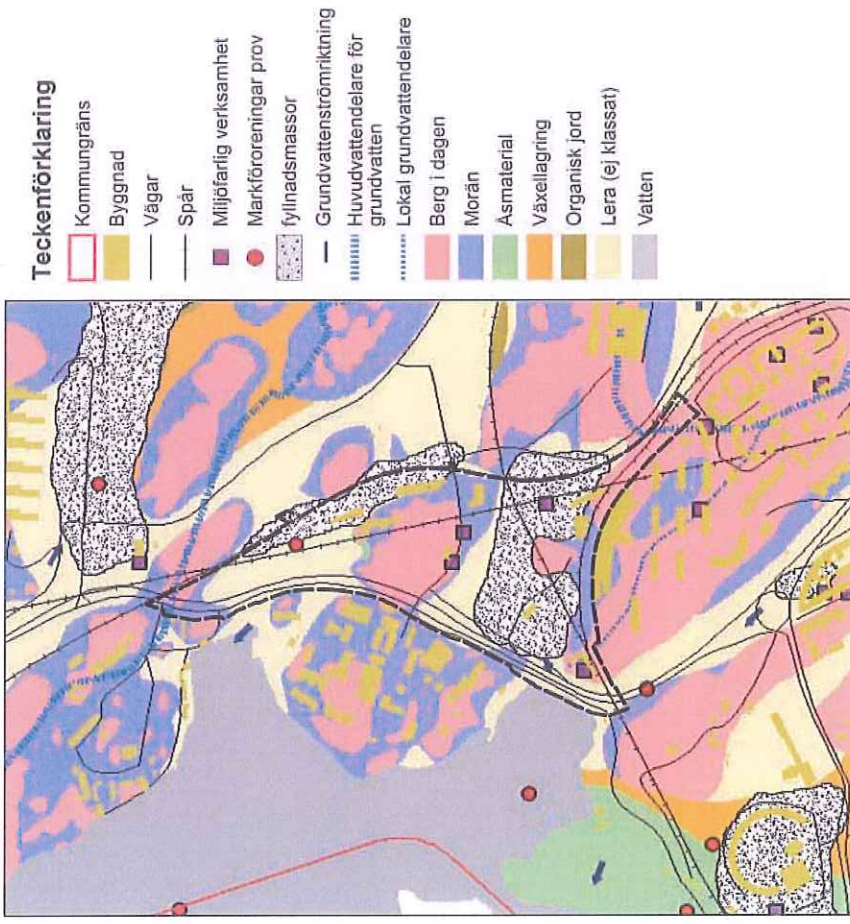 Teckenförklaring
Kommungräns
Byggnad
Vägar
Spår
Miljöfarlig verksamhet
Markföroreningar prov
fyllnadsmassor
Grundvattenströmriktning
Huvudvattendelare för
grundvatten
Lokal grundvattendelare
Berg i dagen
Morän
Åsmaterial
Växellagring
Organisk jord
Lera (ej klassat)
Vatten